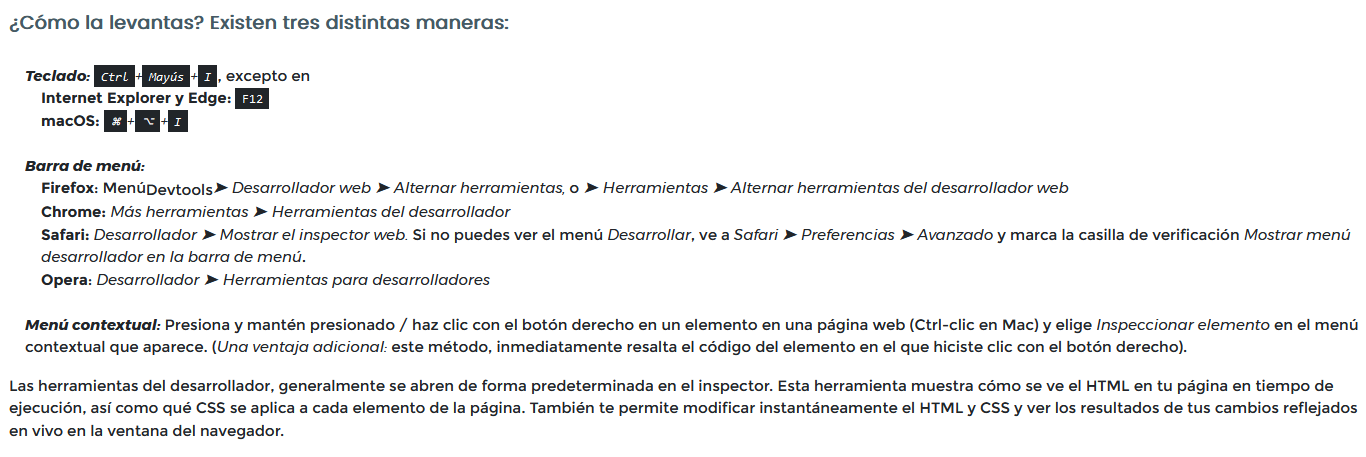 ¿Cómo la levantas? Existen tres distintas maneras:
Teclado: Ctrl + Mayús + I , excepto en
Internet Explorer y Edge: F12
macOS: ⌘ + ⌥ + I
Barra de menú:
Firefox: MenúDevtools➤ Desarrollador web ➤ Alternar herramientas, o ➤ Herramientas ➤ Alternar herramientas del desarrollador web
Chrome: Más herramientas ➤ Herramientas del desarrollador
Safari: Desarrollador ➤ Mostrar el inspector web. Si no puedes ver el menú Desarrollar, ve a Safari ➤ Preferencias ➤ Avanzado y marca la casilla de verificación Mostrar menú
desarrollador en la barra de menú.
Opera: Desarrollador ➤ Herramientas para desarrolladores
Menú contextual: Presiona y mantén presionado / haz clic con el botón derecho en un elemento en una página web (Ctrl-clic en Mac) y elige Inspeccionar elemento en el menú
contextual que aparece. (Una ventaja adicional: este método, inmediatamente resalta el código del elemento en el que hiciste clic con el botón derecho).
Las herramientas del desarrollador, generalmente se abren de forma predeterminada en el inspector. Esta herramienta muestra cómo se ve el HTML en tu página en tiempo de
ejecución, así como qué CSS se aplica a cada elemento de la página. También te permite modificar instantáneamente el HTML y CSS y ver los resultados de tus cambios reflejados
en vivo en la ventana del navegador.